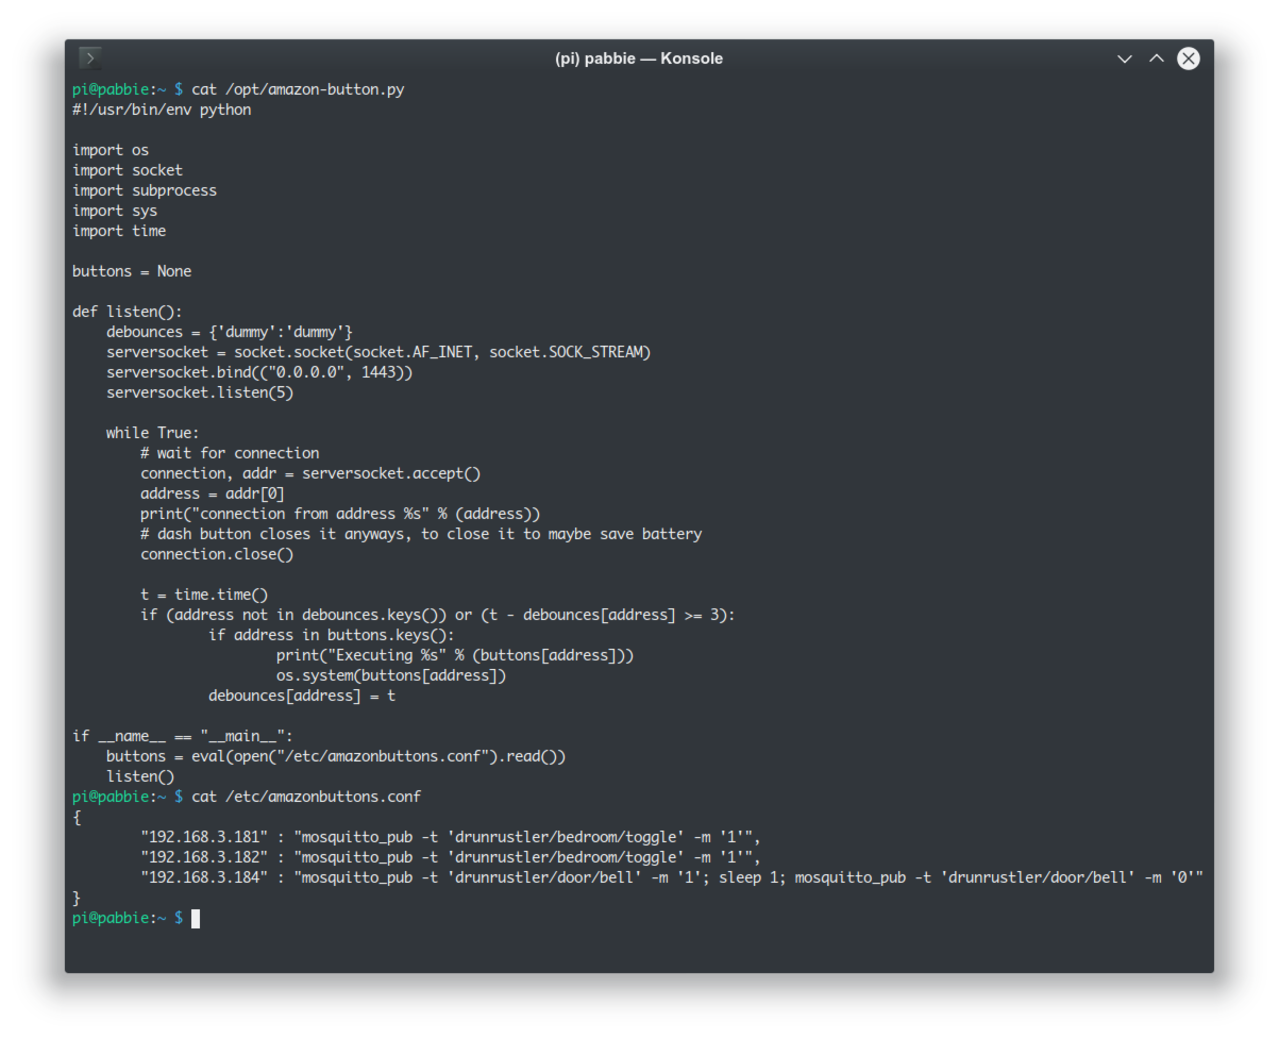 (pi) pabbie — Konsole
pi@pabbie:~ $ cat /opt/amazon-button.py
#!/usr/bin/env python

import os
import socket
import subprocess
import sys
import time

buttons = None

def listen():
    debounces = {'dummy':'dummy'}
    serversocket = socket.socket(socket.AF_INET, socket.SOCK_STREAM)
    serversocket.bind(("0.0.0.0", 1443))
    serversocket.listen(5)

    while True:
        # wait for connection
        connection, addr = serversocket.accept()
        address = addr[0]
        print("connection from address %s" % (address))
        # dash button closes it anyways, to close it to maybe save battery
        connection.close()

        t = time.time()
        if (address not in debounces.keys()) or (t - debounces[address] >= 3):
                if address in buttons.keys():
                        print("Executing %s" % (buttons[address]))
                        os.system(buttons[address])
                debounces[address] = t

if __name__ == "__main__":
    buttons = eval(open("/etc/amazonbuttons.conf").read())
    listen()
pi@pabbie:~ $ cat /etc/amazonbuttons.conf
{
        "192.168.3.181" : "mosquitto_pub -t 'drunrustler/bedroom/toggle' -m '1'",
        "192.168.3.182" : "mosquitto_pub -t 'drunrustler/bedroom/toggle' -m '1'",
        "192.168.3.184" : "mosquitto_pub -t 'drunrustler/door/bell' -m '1'; sleep 1; mosquitto_pub -t 'drunrustler/door/bell' -m '0'"
}
pi@pabbie:~ $